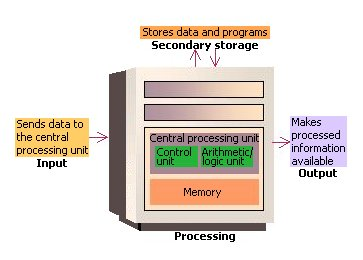 Stores data and programs
Secondary storage
Sends data to
the central
processing unit
Input
Central processing unit
Control
unit
Arithmetic/
logic unit
Memory
Makes
processed
information
available
Output
Processing